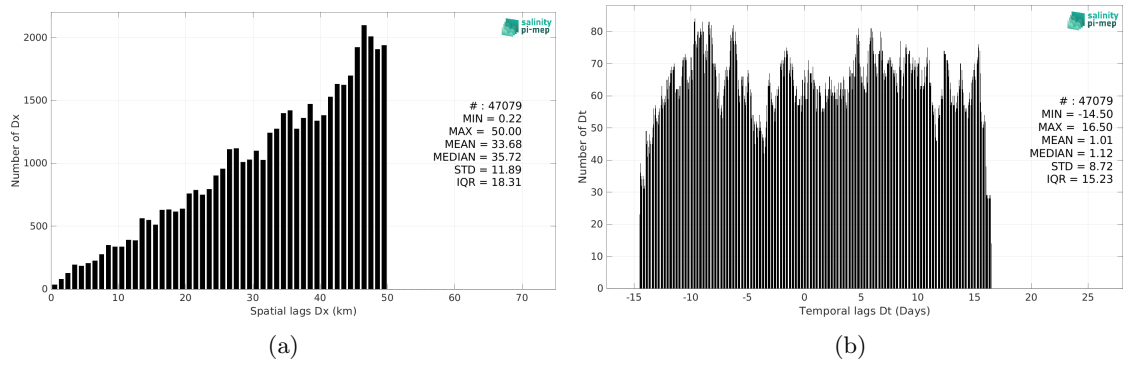 salinity
pi-mep
2000
1500
1000
500
0
Number of Dx
# : 47079
MIN = 0.22
MAX = 50.00
MEAN = 33.68
MEDIAN = 35.72
STD = 11.89
IQR = 18.31
0 10 20 30 40 50 60 70
Spatial lags Dx (km)
(a)
salinity
pi-mep
80
70
60
50
40
30
20
10
0
Number of Dt
# : 47079
MIN = -14.50
MAX = 16.50
MEAN = 1.01
MEDIAN = 1.12
STD = 8.72
IQR = 15.23
-15 -10 -5 0 5 10 15 20 25
Temporal lags Dt (Days)
(b)